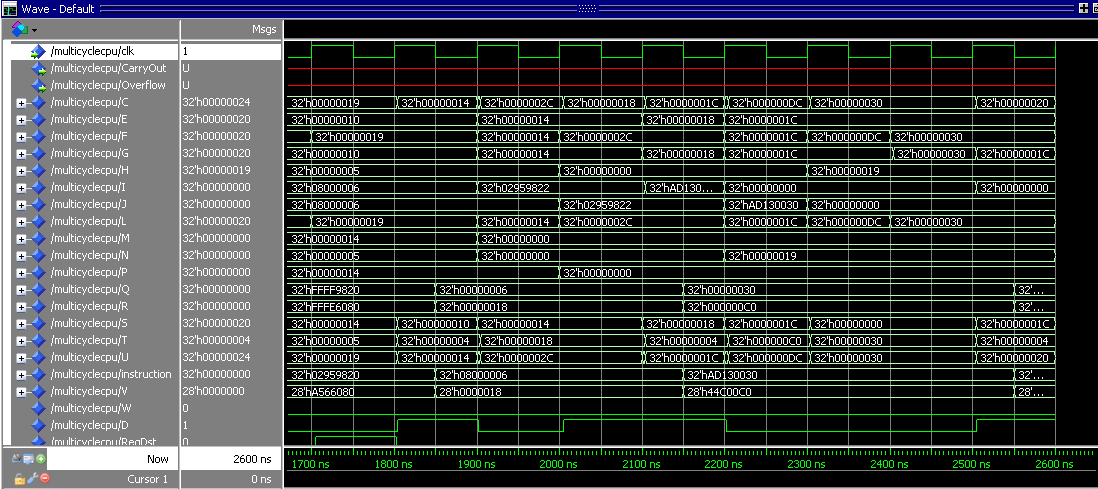 Wave - Default
Msgs
/multicyclecpu/clk 1
/multicyclecpu/CarryOut U
/multicyclecpu/Overflow U
/multicyclecpu/C 32'h00000024 32'h00000019 32'h00000014 32'h0000002C 32'h00000018 32'h0000001C 32'h000000DC 32'h00000030 32'h00000020
/multicyclecpu/E 32'h00000020 32'h00000010 32'h00000014 32'h00000018 32'h0000001C
/multicyclecpu/F 32'h00000020 32'h00000019 32'h00000014 32'h0000002C 32'h0000001C 32'h000000DC 32'h00000030
/multicyclecpu/G 32'h00000020 32'h00000010 32'h00000014 32'h00000018 32'h0000001C 32'h00000030 32'h0000001C
/multicyclecpu/H 32'h00000019 32'h00000005 32'h00000000 32'h00000019
/multicyclecpu/I 32'h00000000 32'h08000006 32'h02959822 32'hAD130... 32'h00000000 32'h00000000
/multicyclecpu/J 32'h00000000 32'h08000006 32'h02959822 32'hAD130030 32'h00000000
/multicyclecpu/L 32'h00000020 32'h00000019 32'h00000014 32'h0000002C 32'h0000001C 32'h000000DC 32'h00000030
/multicyclecpu/M 32'h00000000 32'h00000014 32'h00000000
/multicyclecpu/N 32'h00000000 32'h00000005 32'h00000000 32'h00000019
/multicyclecpu/P 32'h00000000 32'h00000014 32'h00000000
/multicyclecpu/Q 32'h00000000 32'hFFFF9820 32'h00000006 32'h00000030 32'...
/multicyclecpu/R 32'h00000000 32'hFFFE6080 32'h00000018 32'h000000C0 32'...
/multicyclecpu/S 32'h00000020 32'h00000014 32'h00000010 32'h00000014 32'h00000018 32'h0000001C 32'h00000000 32'h0000001C
/multicyclecpu/T 32'h00000004 32'h00000005 32'h00000004 32'h00000018 32'h00000004 32'h000000C0 32'h00000030 32'h00000004
/multicyclecpu/U 32'h00000024 32'h00000019 32'h00000014 32'h0000002C 32'h0000001C 32'h000000DC 32'h00000030 32'h00000020
/multicyclecpu/instruction 32'h00000000 32'h02959820 32'h08000006 32'hAD130030 32'...
/multicyclecpu/V 28'h0000000 28'hA566080 28'h0000018 28'h44C00C0 28'...
/multicyclecpu/W 0
/multicyclecpu/D 1
/multicyclecpu/RegDst 0
Now 2600 ns 1700 ns 1800 ns 1900 ns 2000 ns 2100 ns 2200 ns 2300 ns 2400 ns 2500 ns 2600 ns
Cursor 1 0 ns